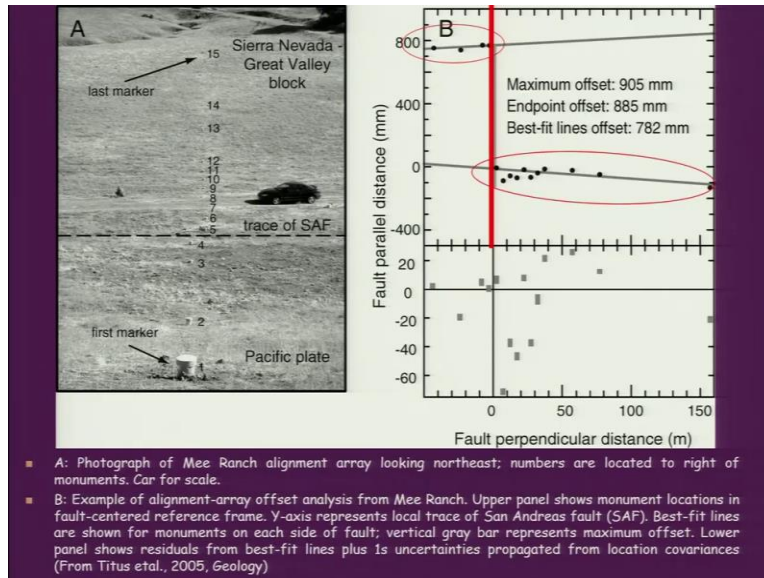 A
Sierra Nevada -
Great Valley
block
15
last marker
14
13
12
11
10
9
8
7
6
5
trace of SAF
4
3
2
first marker
Pacific plate
1
B
800
400
0
-400
Maximum offset: 905 mm
Endpoint offset: 885 mm
Best-fit lines offset: 782 mm
Fault parallel distance (mm)
20
0
-20
-40
-60
0
50
100
150
Fault perpendicular distance (m)
A: Photograph of Mee Ranch alignment array looking northeast; numbers are located to right of
monuments. Car for scale.
B: Example of alignment-array offset analysis from Mee Ranch. Upper panel shows monument locations in
fault-centered reference frame. Y-axis represents local trace of San Andreas fault (SAF). Best-fit lines
are shown for monuments on each side of fault; vertical gray bar represents maximum offset. Lower
panel shows residuals from best-fit lines plus 1s uncertainties propagated from location covariances
(From Titus etal., 2005, Geology)